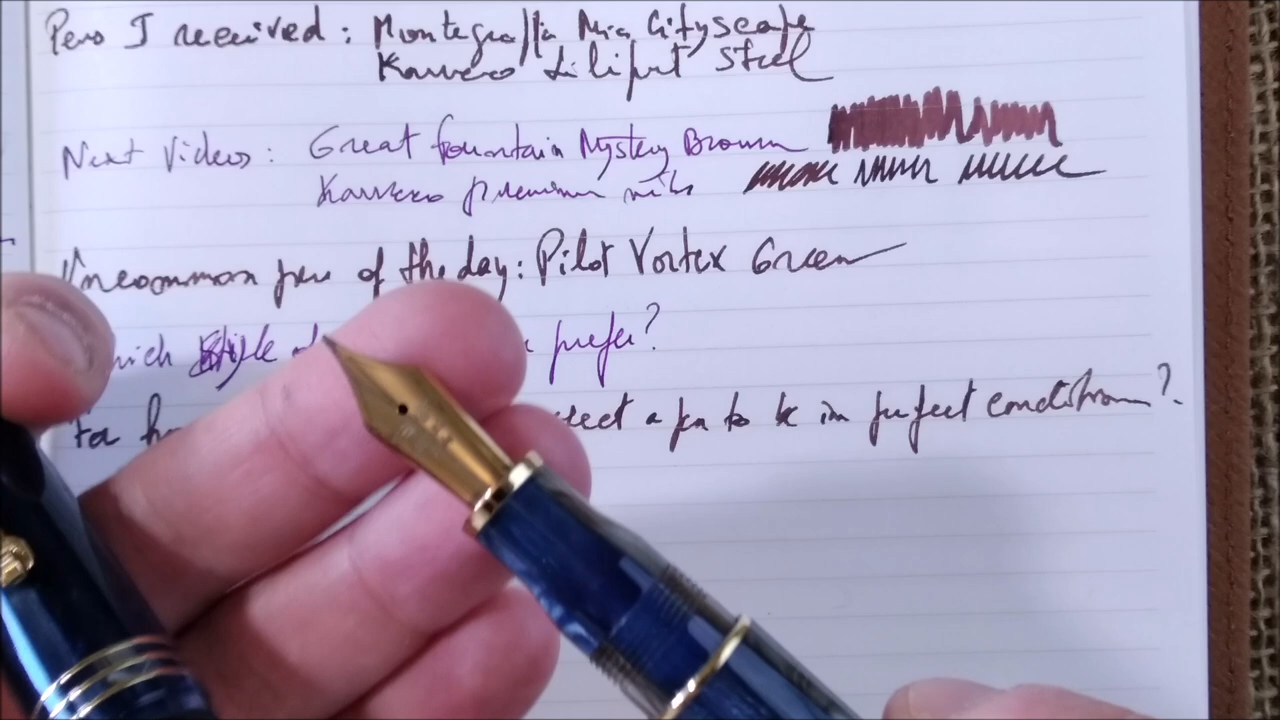 Pens I received: Montegrappa Mia Cityscape
Kaweco Liliput Steel
Next Videos: Great fountain Mystery Brown
Kaweco premium nibs
Uncommon pen of the day: Pilot Vortex Green
style prefer?
a pen to be in perfect condition?